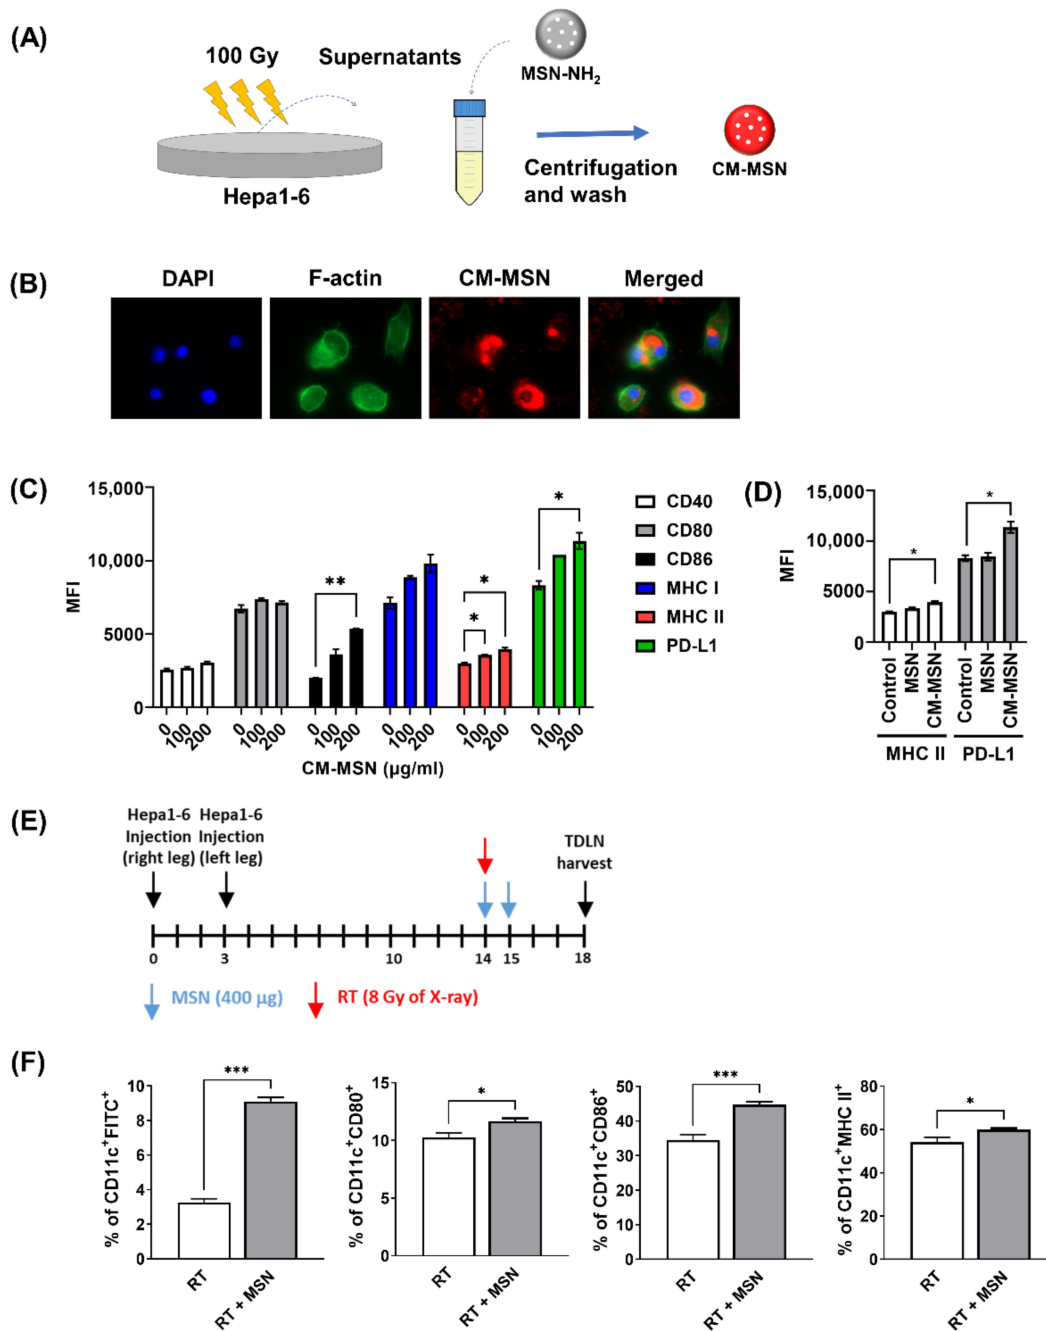 (A)
100 Gy
Supernatants
MSN-NH2
Hepa1-6
Centrifugation
and wash
CM-MSN
(B)
DAPI
F-actin
CM-MSN
Merged
(C)
MFI
15,000
10,000
5000
0
**
*
*
*
0
100
200
0
100
200
0
100
200
0
100
200
0
100
200
0
100
200
CM-MSN (µg/ml)
CD40
CD80
CD86
MHC I
MHC II
PD-L1
(D)
MFI
15,000
10,000
5000
0
*
*
Control
MSN
CM-MSN
Control
MSN
CM-MSN
MHC II
PD-L1
(E)
Hepa1-6
Injection
(right leg)
Hepa1-6
Injection
(left leg)
TDLN
harvest
0
3
10
14
15
18
MSN (400 µg)
RT (8 Gy of X-ray)
(F)
% of CD11c+FITC+
10
8
6
4
2
0
***
RT
RT + MSN
% of CD11c+CD80+
15
10
5
0
*
RT
RT + MSN
% of CD11c+CD86+
50
40
30
20
10
0
***
RT
RT + MSN
% of CD11c+MHC II+
80
60
40
20
0
*
RT
RT + MSN